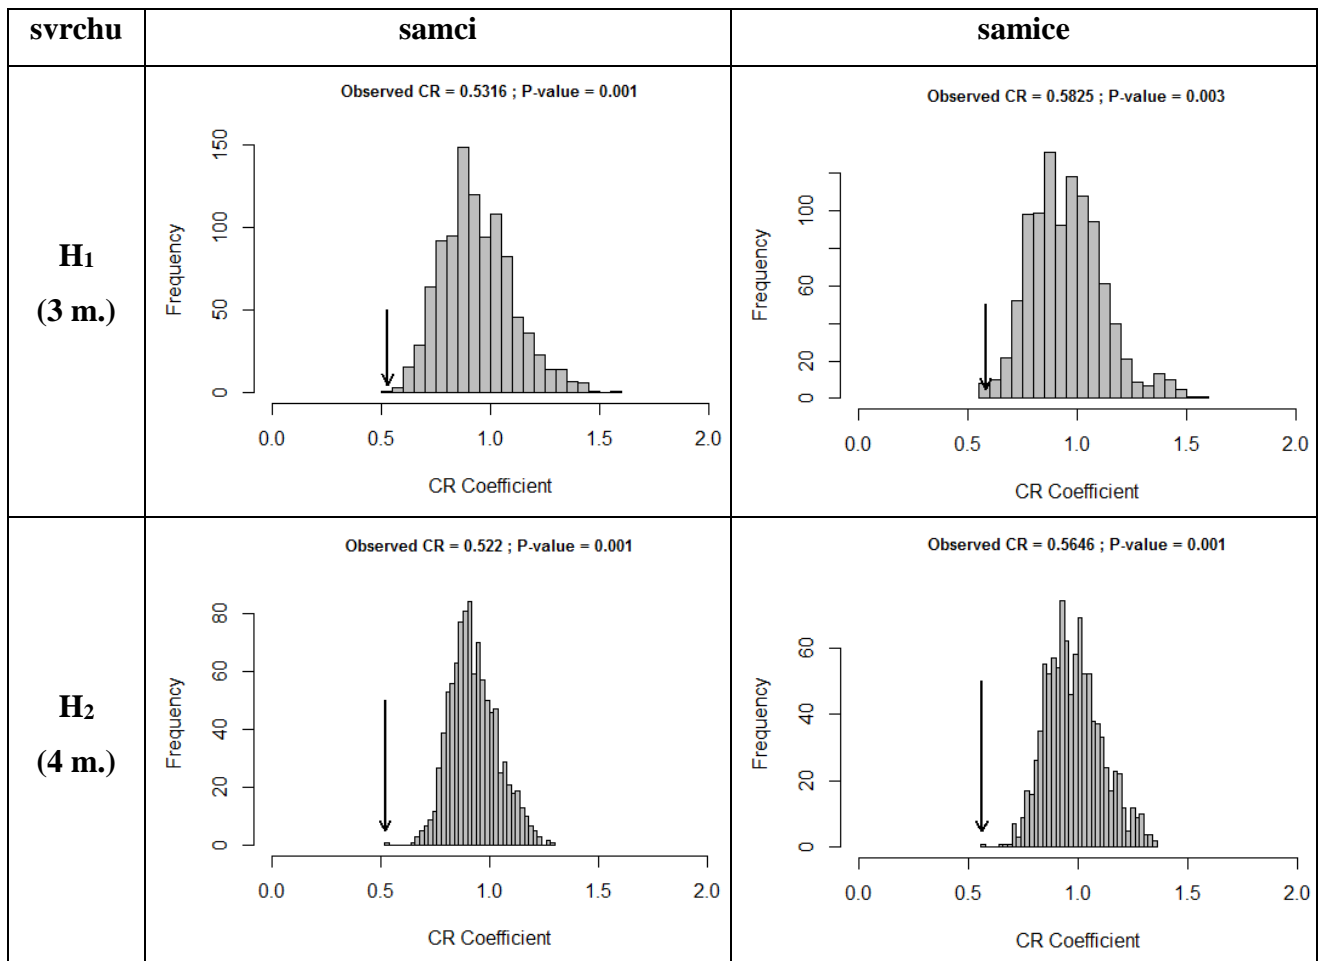 svrchu samci samice
H₁
(3 m.)
Observed CR = 0.5316 ; P-value = 0.001
Frequency
150
100
50
0
0.0 0.5 1.0 1.5 2.0
CR Coefficient
Observed CR = 0.5825 ; P-value = 0.003
Frequency
100
60
20
0
0.0 0.5 1.0 1.5 2.0
CR Coefficient
H₂
(4 m.)
Observed CR = 0.522 ; P-value = 0.001
Frequency
80
60
40
20
0
0.0 0.5 1.0 1.5 2.0
CR Coefficient
Observed CR = 0.5646 ; P-value = 0.001
Frequency
60
40
20
0
0.0 0.5 1.0 1.5 2.0
CR Coefficient